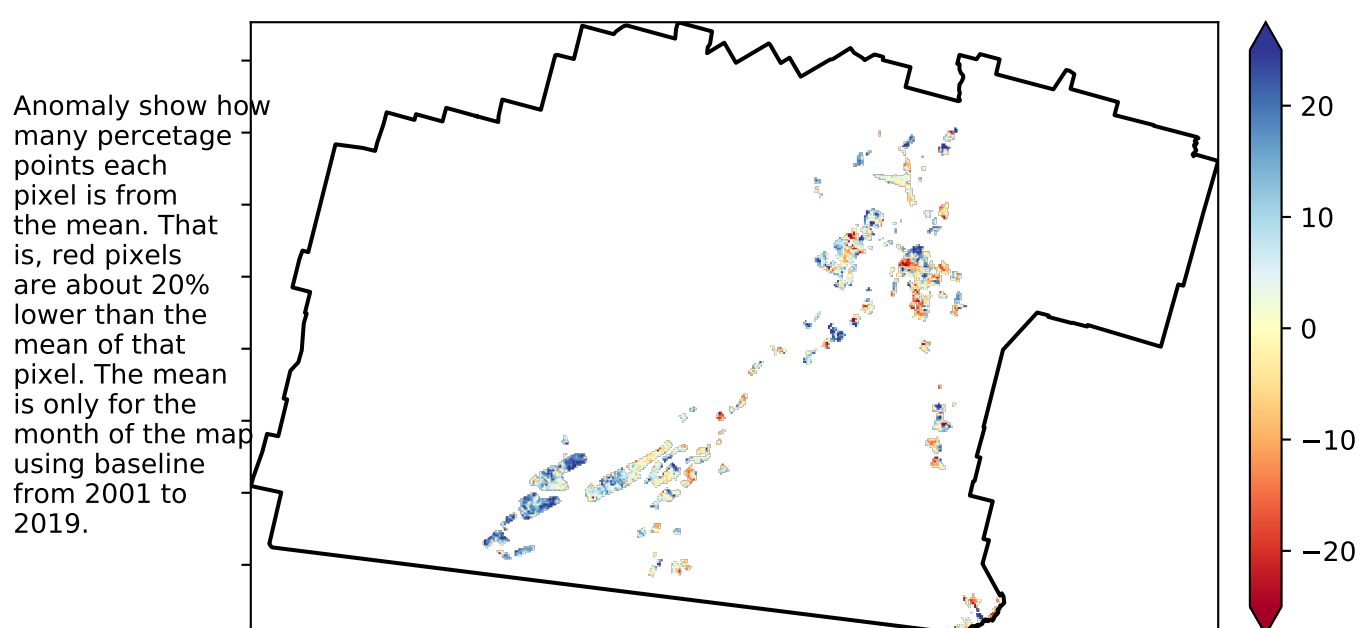 Anomaly show how
many percetage
points each
pixel is from
the mean. That
is, red pixels
are about 20%
lower than the
mean of that
pixel. The mean
is only for the
month of the map
using baseline
from 2001 to
2019.
20
10
0
−10
−20